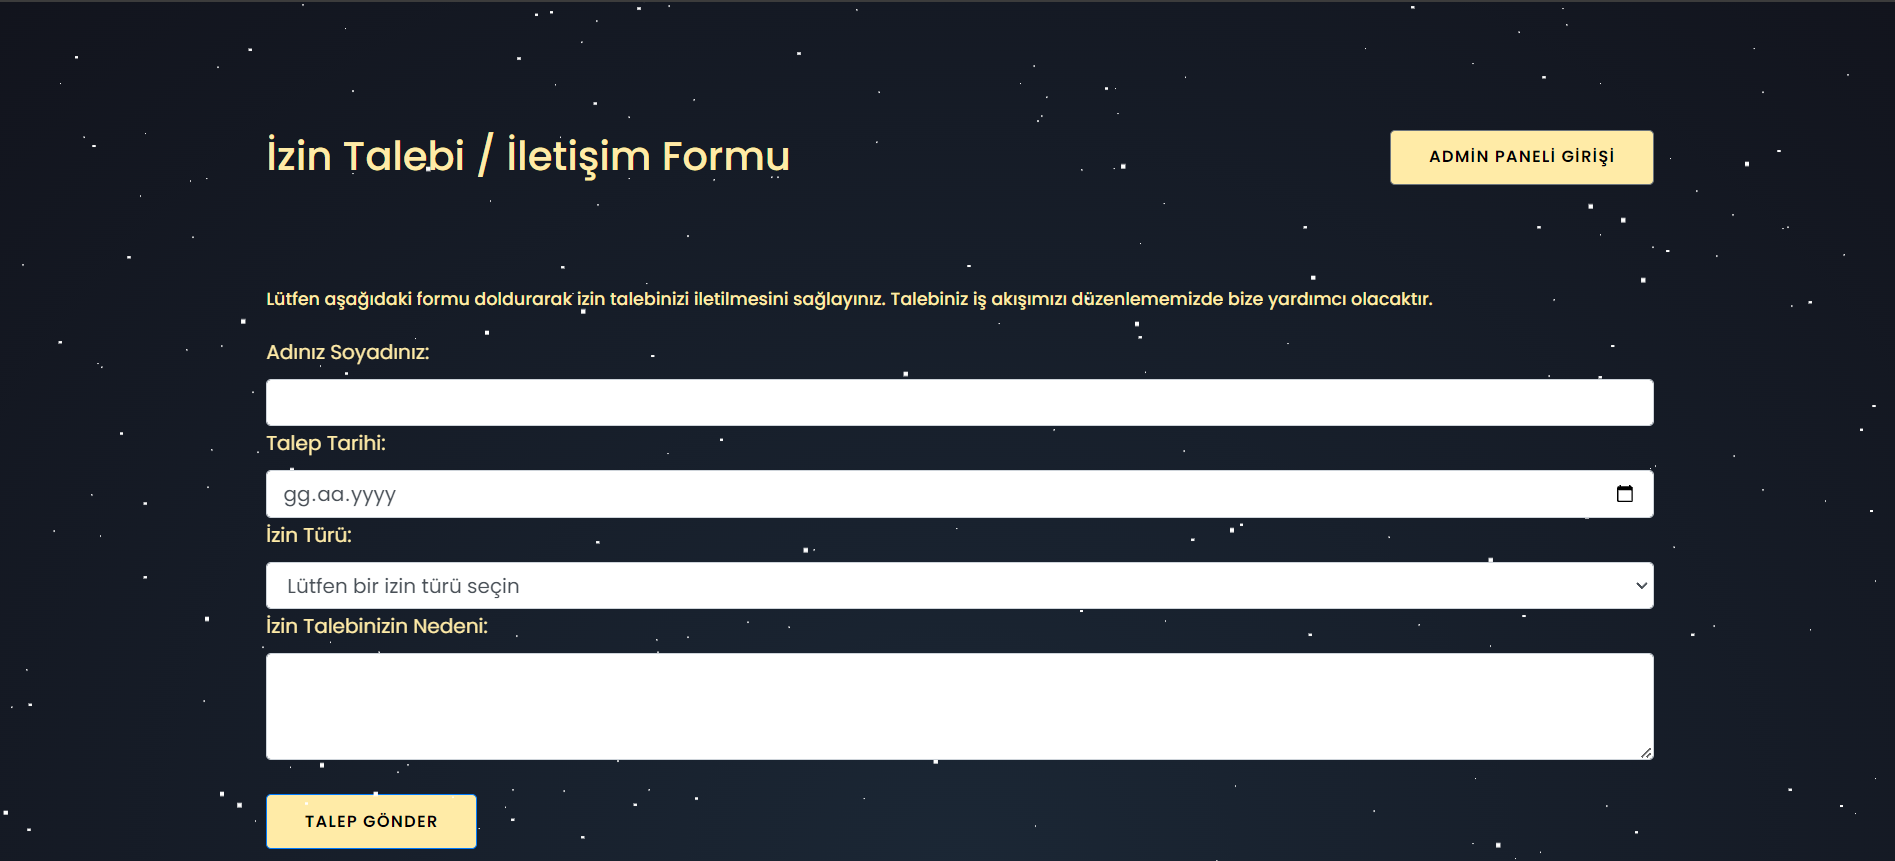 İzin Talebi / İletişim Formu
ADMİN PANELİ GİRİŞİ
Lütfen aşağıdaki formu doldurarak izin talebinizi iletilmesini sağlayınız. Talebiniz iş akışımızı düzenlememizde bize yardımcı olacaktır.
Adınız Soyadınız:
Talep Tarihi:
gg.aa.yyyy
İzin Türü:
Lütfen bir izin türü seçin
İzin Talebinizin Nedeni:
TALEP GÖNDER